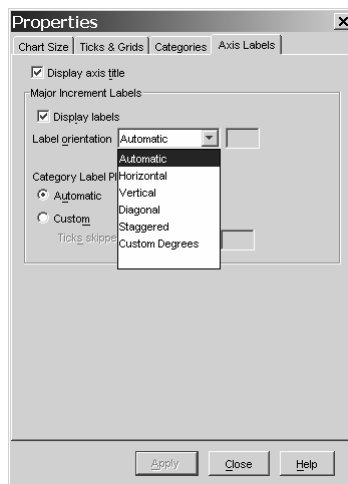 Properties
Chart Size Ticks & Grids Categories Axis Labels
Display axis title
Major Increment Labels
Display labels
Label orientation Automatic
Automatic
Horizontal
Vertical
Diagonal
Staggered
Custom Degrees
Category Label Pl
Automatic
Custom
Ticks skippe
Apply Close Help